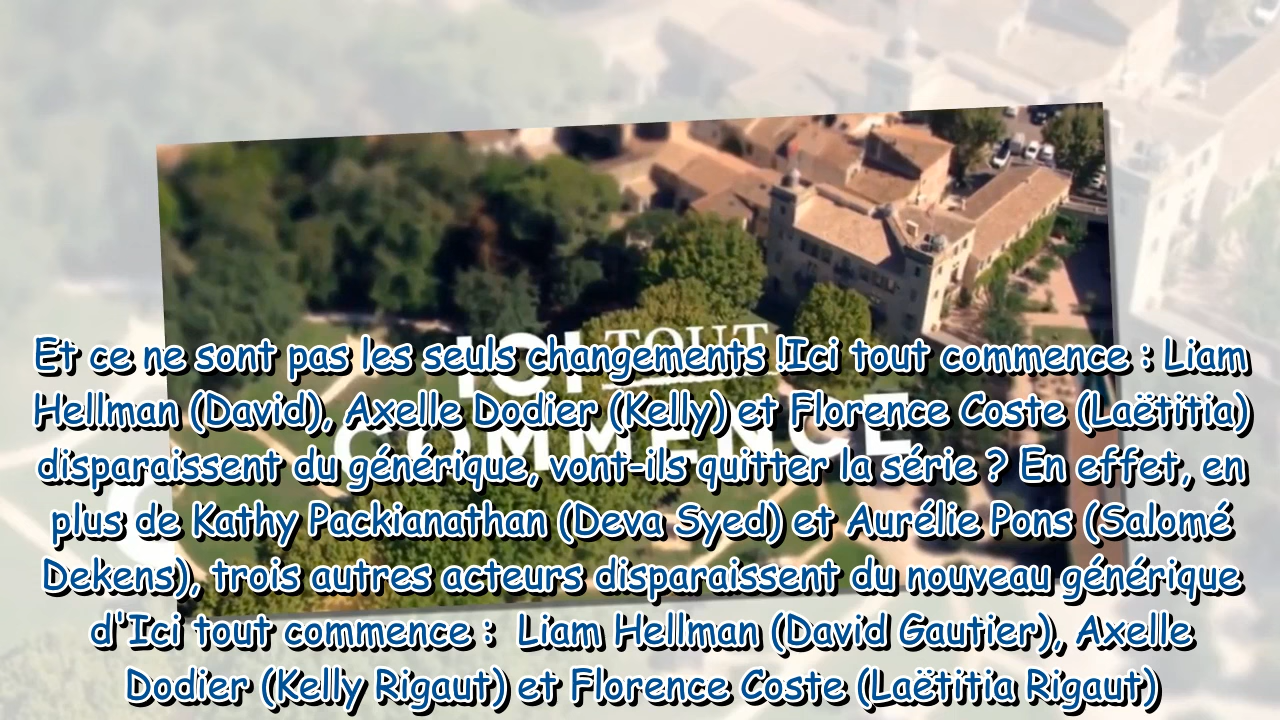 ICI TOUT
COMMENCE
Et ce ne sont pas les seuls changements !Ici tout commence : Liam
Hellman (David), Axelle Dodier (Kelly) et Florence Coste (Laëtitia)
disparaissent du générique, vont-ils quitter la série ? En effet, en
plus de Kathy Packianathan (Deva Syed) et Aurélie Pons (Salomé
Dekens), trois autres acteurs disparaissent du nouveau générique
d'Ici tout commence :  Liam Hellman (David Gautier), Axelle
Dodier (Kelly Rigaut) et Florence Coste (Laëtitia Rigaut)